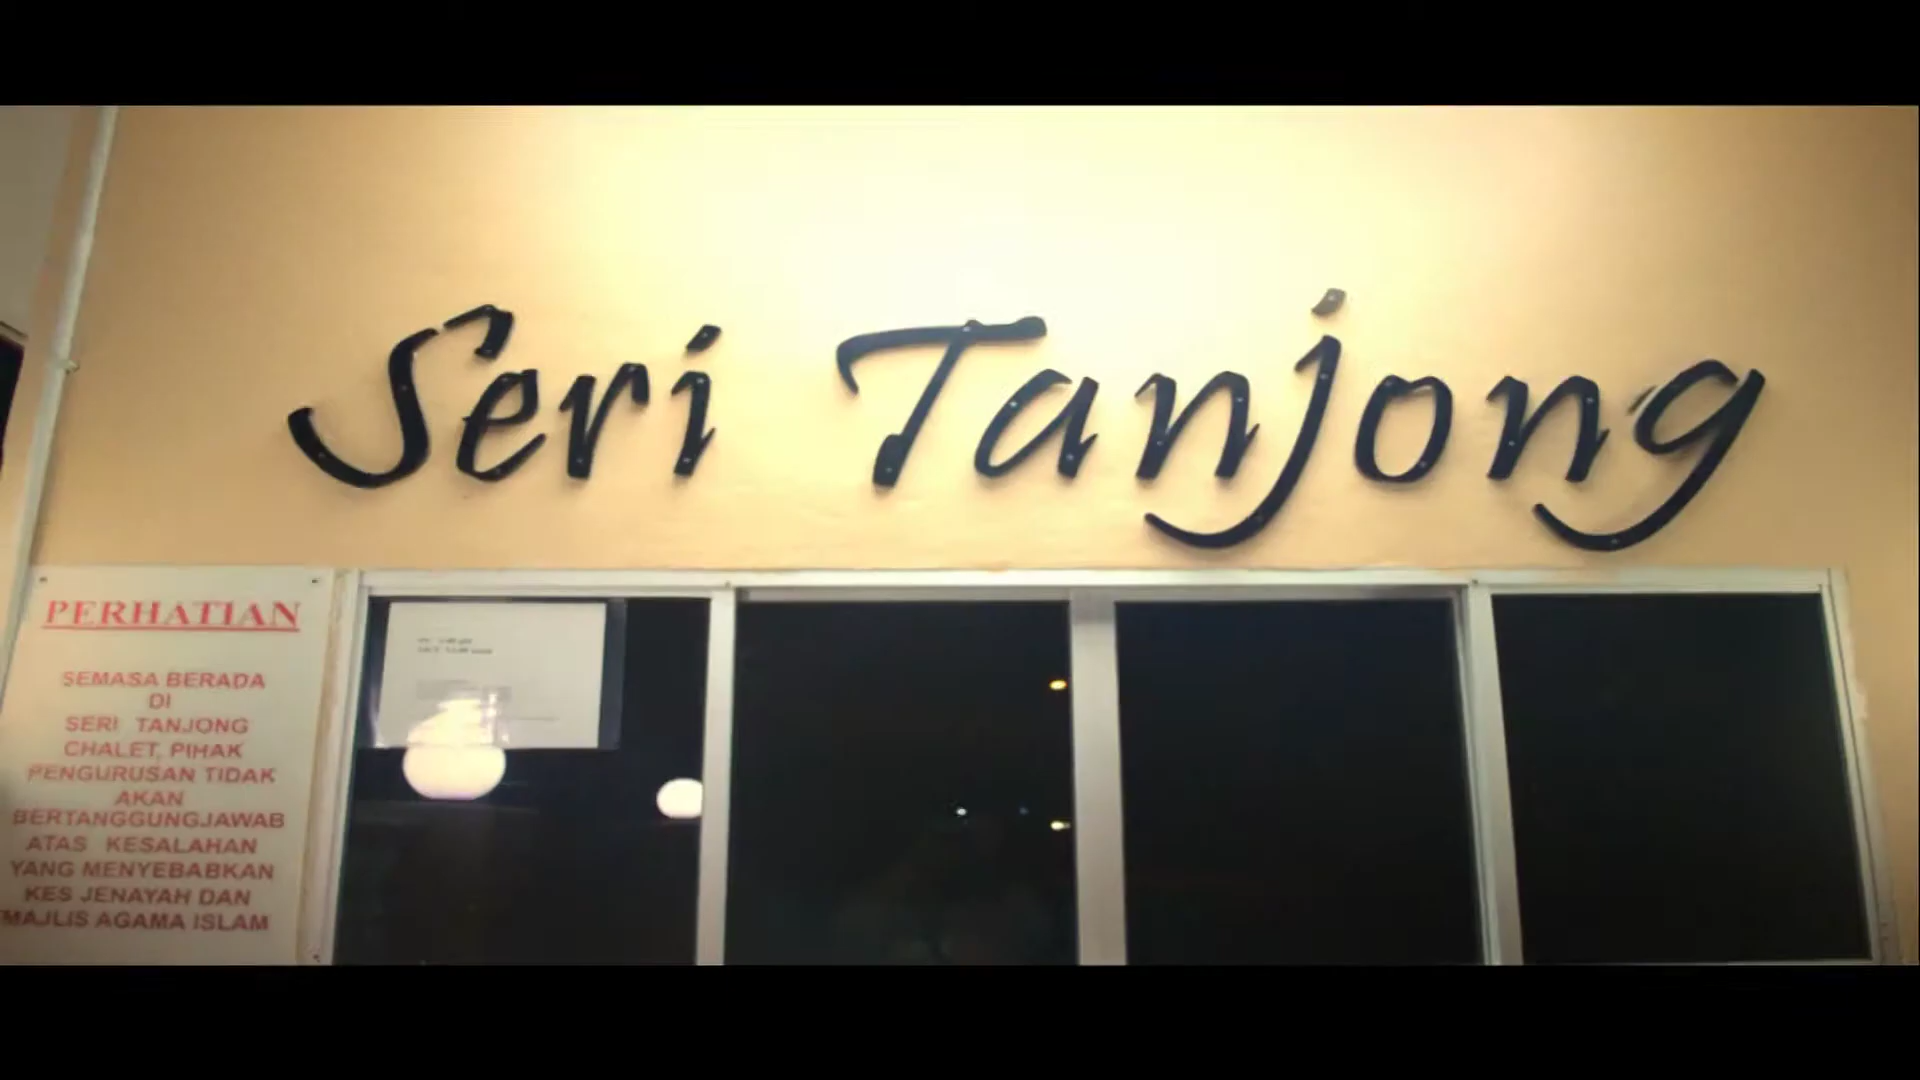 Seri Tanjong
PERHATIAN
SEMASA BERADA
DI
SERI TANJONG
CHALET, PIHAK
PENGURUSAN TIDAK
AKAN
BERTANGGUNGJAWAB
ATAS KESALAHAN
YANG MENYEBABKAN
KES JENAYAH DAN
MAJLIS AGAMA ISLAM